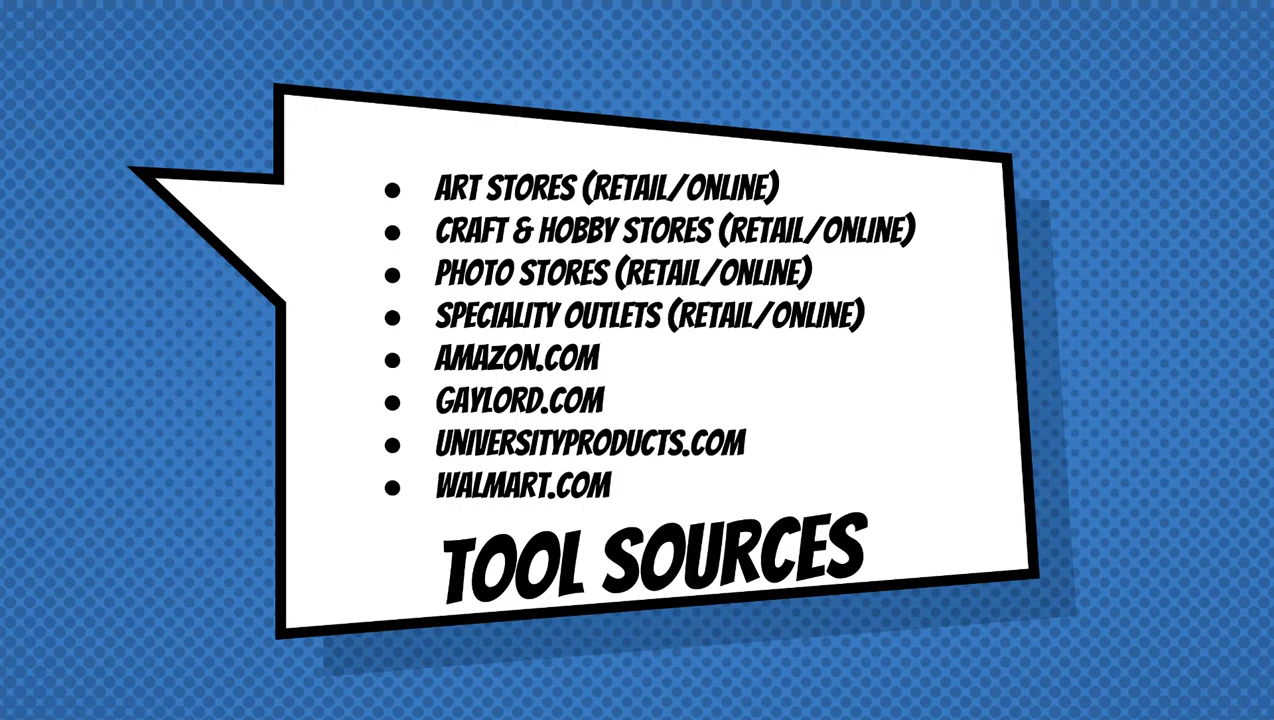 ● ART STORES (RETAIL/ONLINE)
● CRAFT & HOBBY STORES (RETAIL/ONLINE)
● PHOTO STORES (RETAIL/ONLINE)
● SPECIALITY OUTLETS (RETAIL/ONLINE)
● AMAZON.COM
● GAYLORD.COM
● UNIVERSITYPRODUCTS.COM
● WALMART.COM
TOOL SOURCES